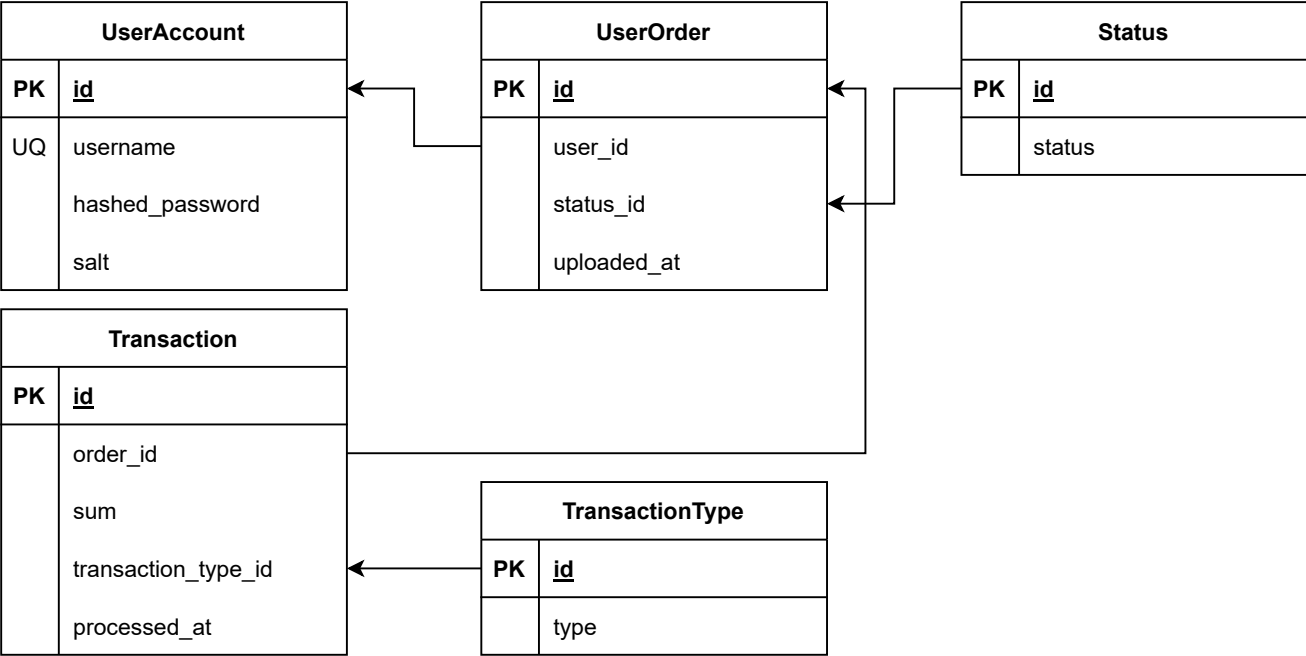 UserAccount
PK id
UQ username
hashed_password
salt
UserOrder
PK id
user_id
status_id
uploaded_at
Status
PK id
status
Transaction
PK id
order_id
sum
transaction_type_id
processed_at
TransactionType
PK id
type